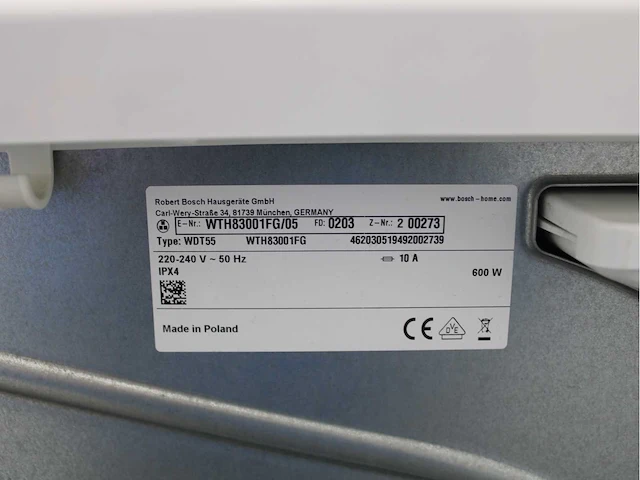 Robert Bosch Hausgeräte GmbH www.bosch-home.com
Carl-Wery-Straße 34, 81739 München, GERMANY
E-Nr.: WTH83001FG/05 FD: 0203 Z-Nr.: 2 00273
Type: WDT55 WTH83001FG 462030519492002739
220-240 V ~ 50 Hz 10 A
IPX4 600 W
Made in Poland CE DVE